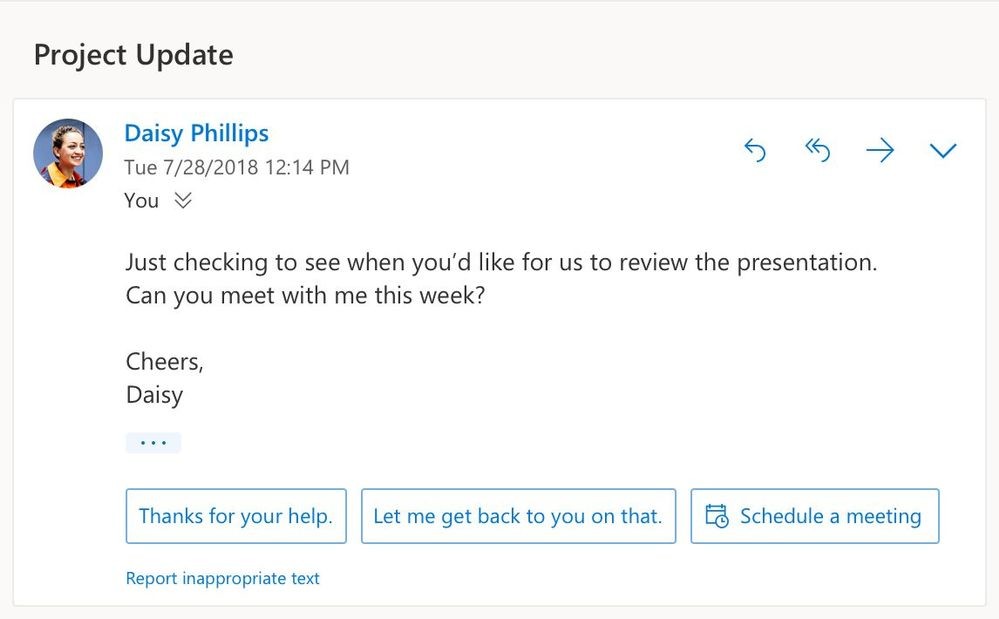 Project Update
Daisy Phillips
Tue 7/28/2018 12:14 PM
You
Just checking to see when you’d like for us to review the presentation.
Can you meet with me this week?
Cheers,
Daisy
...
Thanks for your help. Let me get back to you on that. Schedule a meeting
Report inappropriate text